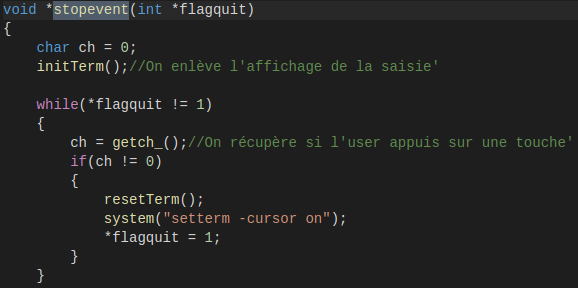 void *stopevent(int *flagquit)
{
    char ch = 0;
    initTerm();//On enlève l'affichage de la saisie'

    while(*flagquit != 1)
    {
        ch = getch_();//On récupère si l'user appuis sur une touche'
        if(ch != 0)
        {
            resetTerm();
            system("setterm -cursor on");
            *flagquit = 1;
        }
    }